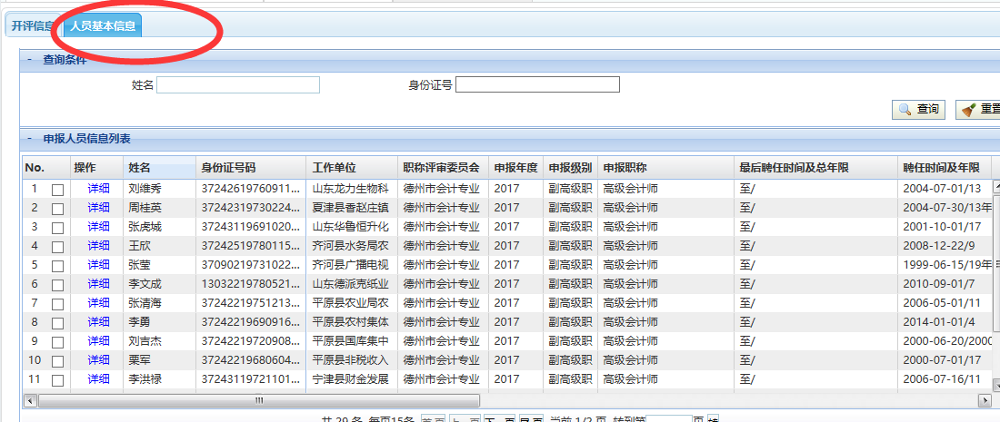 开评信息 人员基本信息
- 查询条件
姓名 身份证号
查询 重置
- 申报人员信息列表
No. 操作 姓名 身份证号码 工作单位 职称评审委员会 申报年度 申报级别 申报职称 最后聘任时间及总年限 聘任时间及年限
1 详细 刘维秀 37242619760911... 山东龙力生物科 德州市会计专业 2017 副高级职 高级会计师 至/ 2004-07-01/13
2 详细 周桂英 37242319730224... 夏津县香赵庄镇 德州市会计专业 2017 副高级职 高级会计师 至/ 2004-07-30/13年
3 详细 张虎城 37243119691020... 山东华鲁恒升化 德州市会计专业 2017 副高级职 高级会计师 至/ 2001-10-01/17
4 详细 王欣 37242519780115... 齐河县水务局农 德州市会计专业 2017 副高级职 高级会计师 至/ 2008-12-22/9
5 详细 张莹 37090219731022... 齐河县广播电视 德州市会计专业 2017 副高级职 高级会计师 至/ 1999-06-15/19年
6 详细 李文成 13032219780521... 山东德派克纸业 德州市会计专业 2017 副高级职 高级会计师 至/ 2010-09-01/7
7 详细 张清海 37242219751213... 平原县农业局农 德州市会计专业 2017 副高级职 高级会计师 至/ 2006-05-01/11
8 详细 李勇 37242219690916... 平原县农村集体 德州市会计专业 2017 副高级职 高级会计师 至/ 2014-01-01/4
9 详细 刘吉杰 37242219720908... 平原县国库集中 德州市会计专业 2017 副高级职 高级会计师 至/ 2000-06-20/2000
10 详细 栗军 37242219680604... 平原县非税收入 德州市会计专业 2017 副高级职 高级会计师 至/ 2000-07-01/17
11 详细 李洪禄 37243119721101... 宁津县财金发展 德州市会计专业 2017 副高级职 高级会计师 至/ 2006-07-16/11
共 29 条 每页15条 首页 上一页 下一页 尾页 当前 1/2 页 转到第 页 转